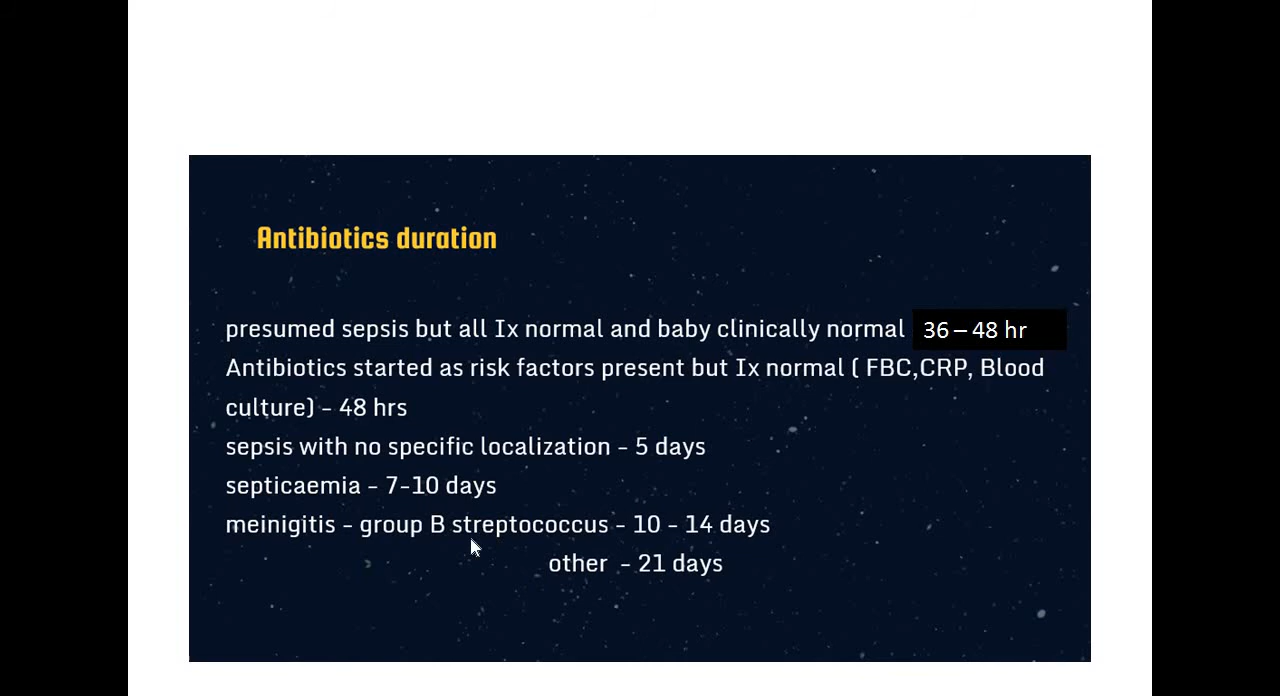 Antibiotics duration
presumed sepsis but all Ix normal and baby clinically normal 36 – 48 hr
Antibiotics started as risk factors present but Ix normal ( FBC,CRP, Blood
culture) - 48 hrs
sepsis with no specific localization - 5 days
septicaemia - 7-10 days
meinigitis - group B streptococcus - 10 - 14 days
other - 21 days